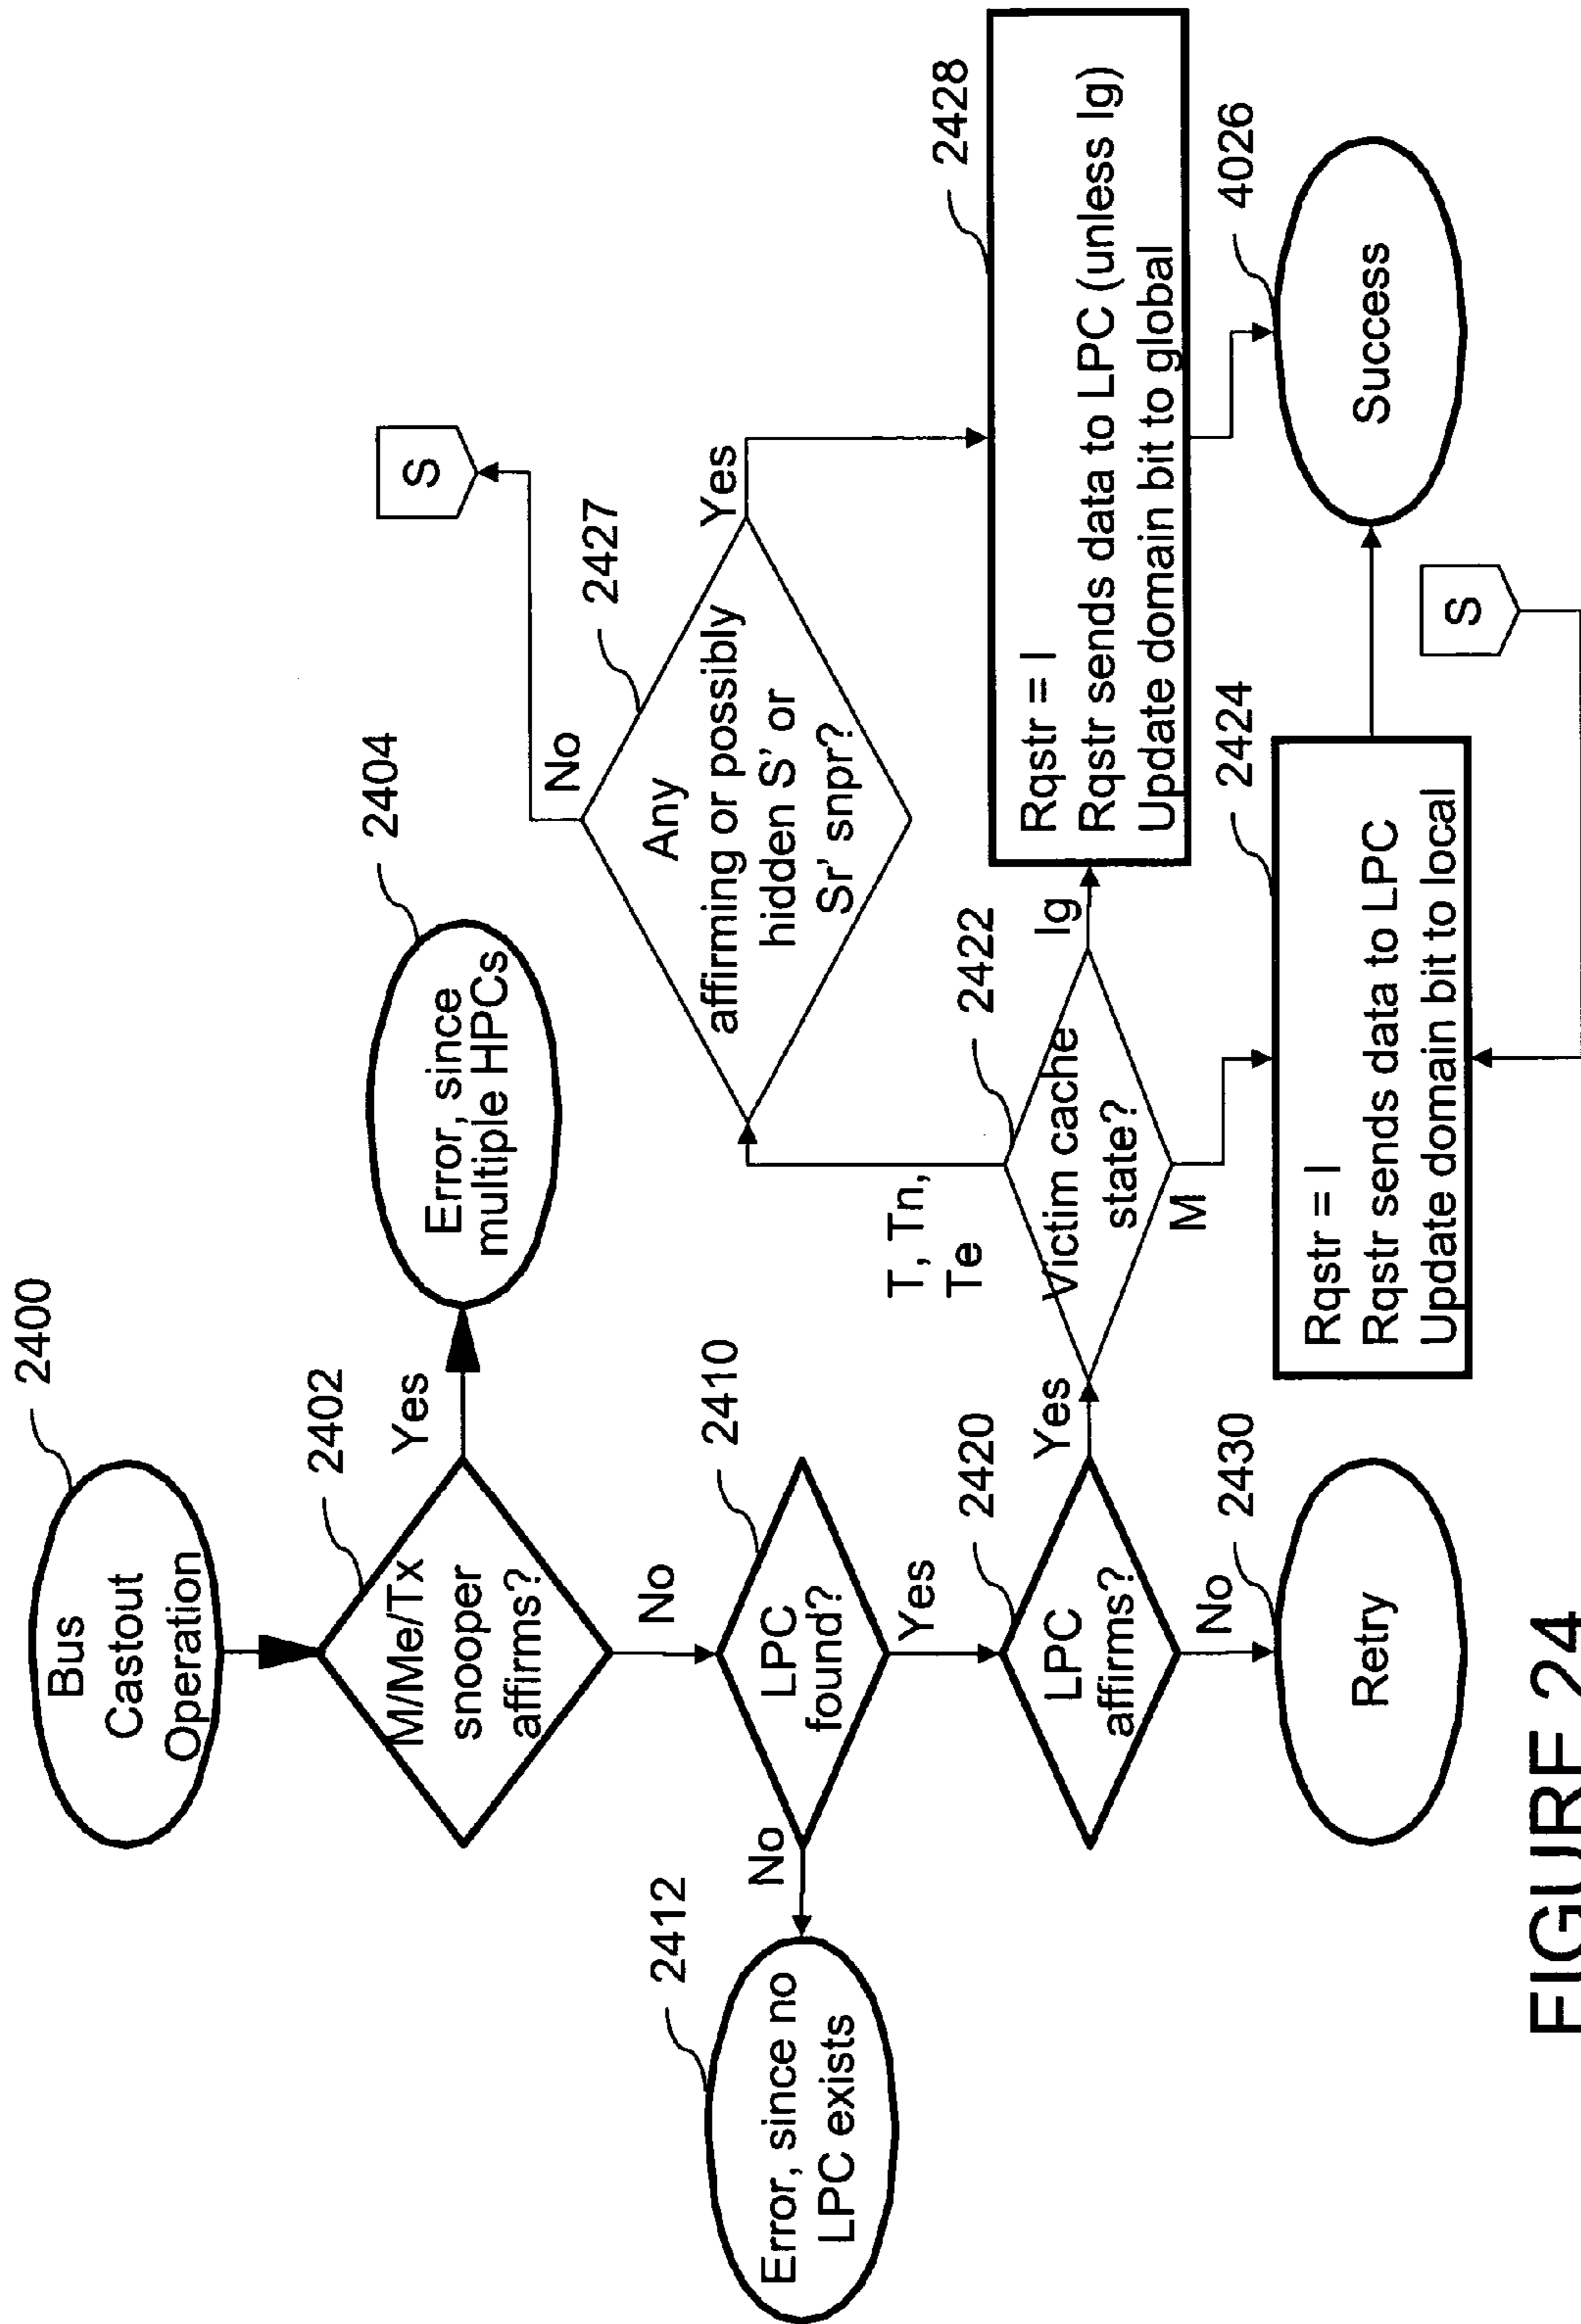 2400
Bus
Castout
Operation
2402
M/Me/Tx
snooper
affirms?
Yes
2404
Error, since
multiple HPCs
No
2410
LPC
found?
No
2412
Error, since no
LPC exists
Yes
2420
LPC
affirms?
No
2430
Retry
Yes
2422
Victim cache
state?
T, Tn,
Te
Ig
M
2427
Any
affirming or possibly
hidden S' or
Sr' snpr?
No
S
Yes
2428
Rqstr = I
Rqstr sends data to LPC (unless Ig)
Update domain bit to global
2424
Rqstr = I
Rqstr sends data to LPC
Update domain bit to local
S
4026
Success
FIGURE 24